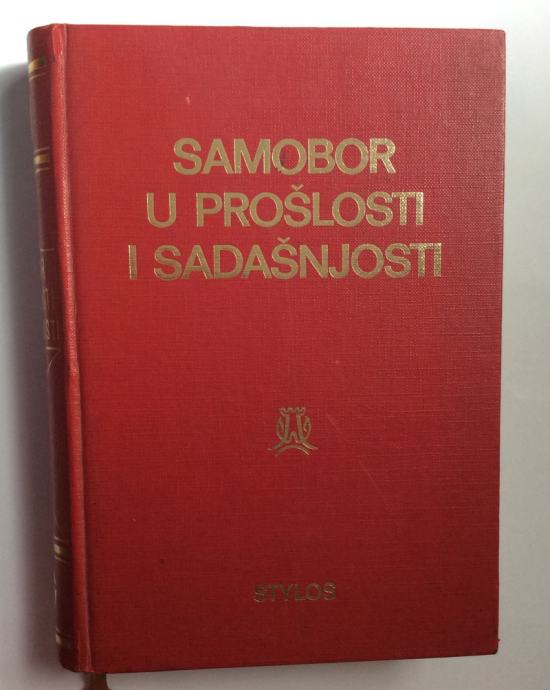 SAMOBOR
U PROŠLOSTI
I SADAŠNJOSTI
STYLOS